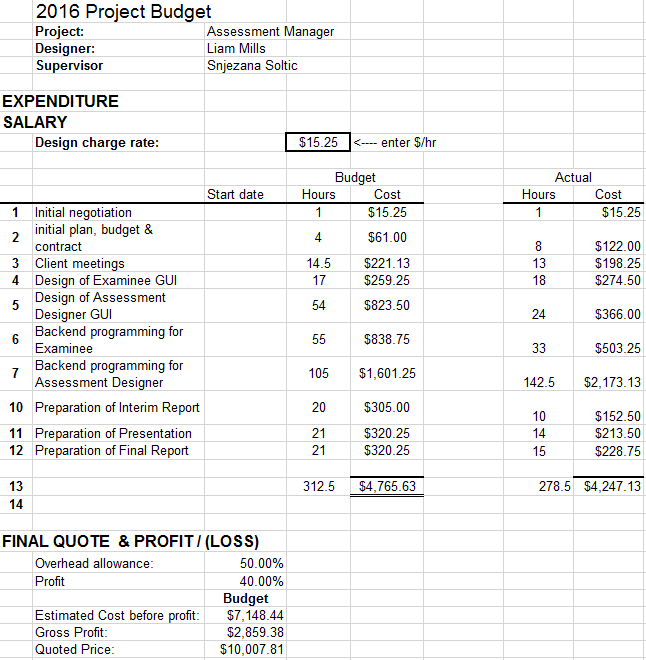 2016 Project Budget
Project: Assessment Manager
Designer: Liam Mills
Supervisor Snjezana Soltic
EXPENDITURE
SALARY
Design charge rate: $15.25 <---- enter $/hr
Budget Actual
Start date Hours Cost Hours Cost
1 Initial negotiation 1 $15.25 1 $15.25
2 initial plan, budget & contract 4 $61.00 8 $122.00
3 Client meetings 14.5 $221.13 13 $198.25
4 Design of Examinee GUI 17 $259.25 18 $274.50
5 Design of Assessment Designer GUI 54 $823.50 24 $366.00
6 Backend programming for Examinee 55 $838.75 33 $503.25
7 Backend programming for Assessment Designer 105 $1,601.25 142.5 $2,173.13
10 Preparation of Interim Report 20 $305.00 10 $152.50
11 Preparation of Presentation 21 $320.25 14 $213.50
12 Preparation of Final Report 21 $320.25 15 $228.75
13 312.5 $4,765.63 278.5 $4,247.13
14
FINAL QUOTE & PROFIT / (LOSS)
Overhead allowance: 50.00%
Profit 40.00%
Budget
Estimated Cost before profit: $7,148.44
Gross Profit: $2,859.38
Quoted Price: $10,007.81